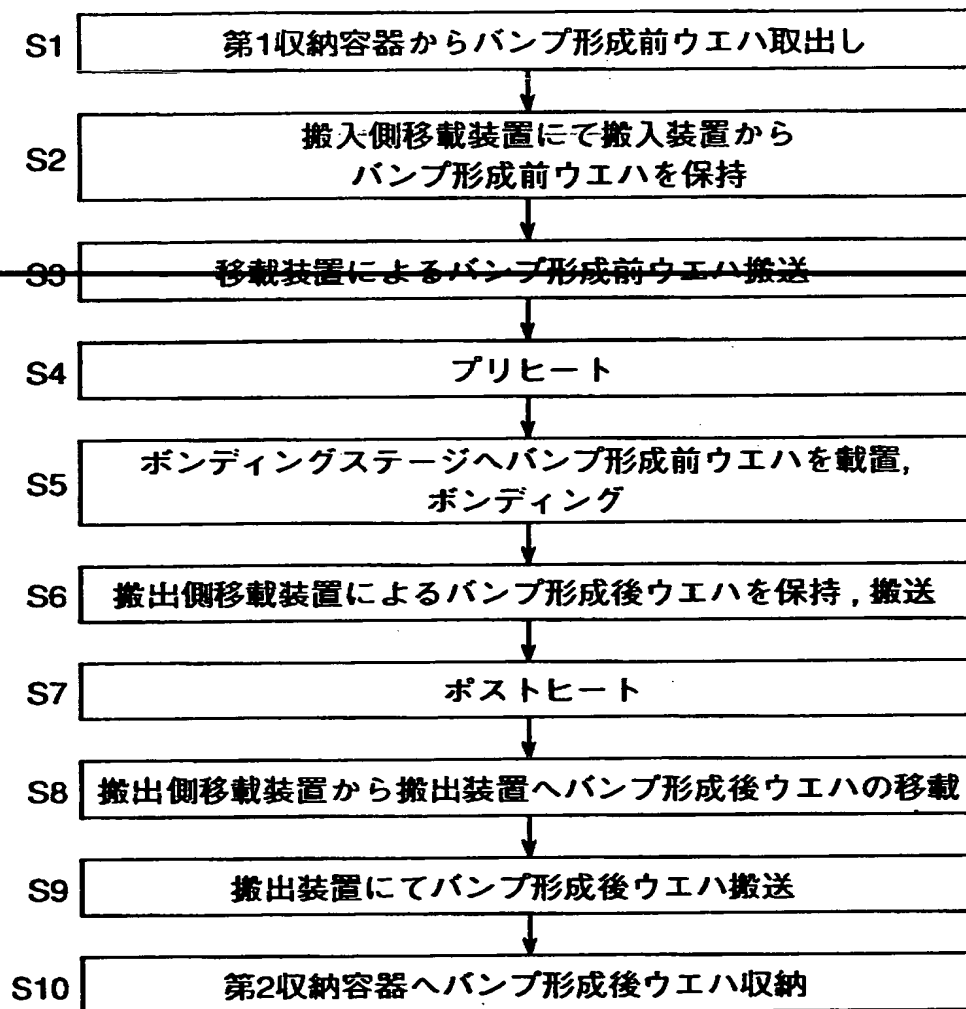 S1 第1収納容器からバンプ形成前ウエハ取出し
S2 搬入側移載装置にて搬入装置から
バンプ形成前ウエハを保持
S3 移載装置によるバンプ形成前ウエハ搬送
S4 プリヒート
S5 ボンディングステージへバンプ形成前ウエハを載置,
ボンディング
S6 搬出側移載装置によるバンプ形成後ウエハを保持,搬送
S7 ポストヒート
S8 搬出側移載装置から搬出装置へバンプ形成後ウエハの移載
S9 搬出装置にてバンプ形成後ウエハ搬送
S10 第2収納容器へバンプ形成後ウエハ収納